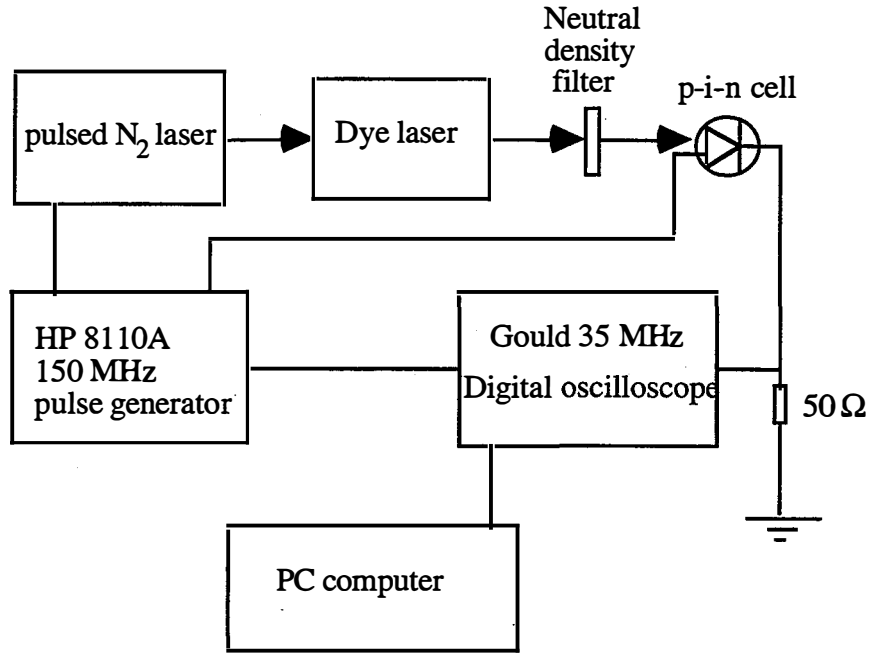 Neutral
density
filter
p-i-n cell
pulsed N₂ laser
Dye laser
HP 8110A
150 MHz
pulse generator
Gould 35 MHz
Digital oscilloscope
50 Ω
PC computer